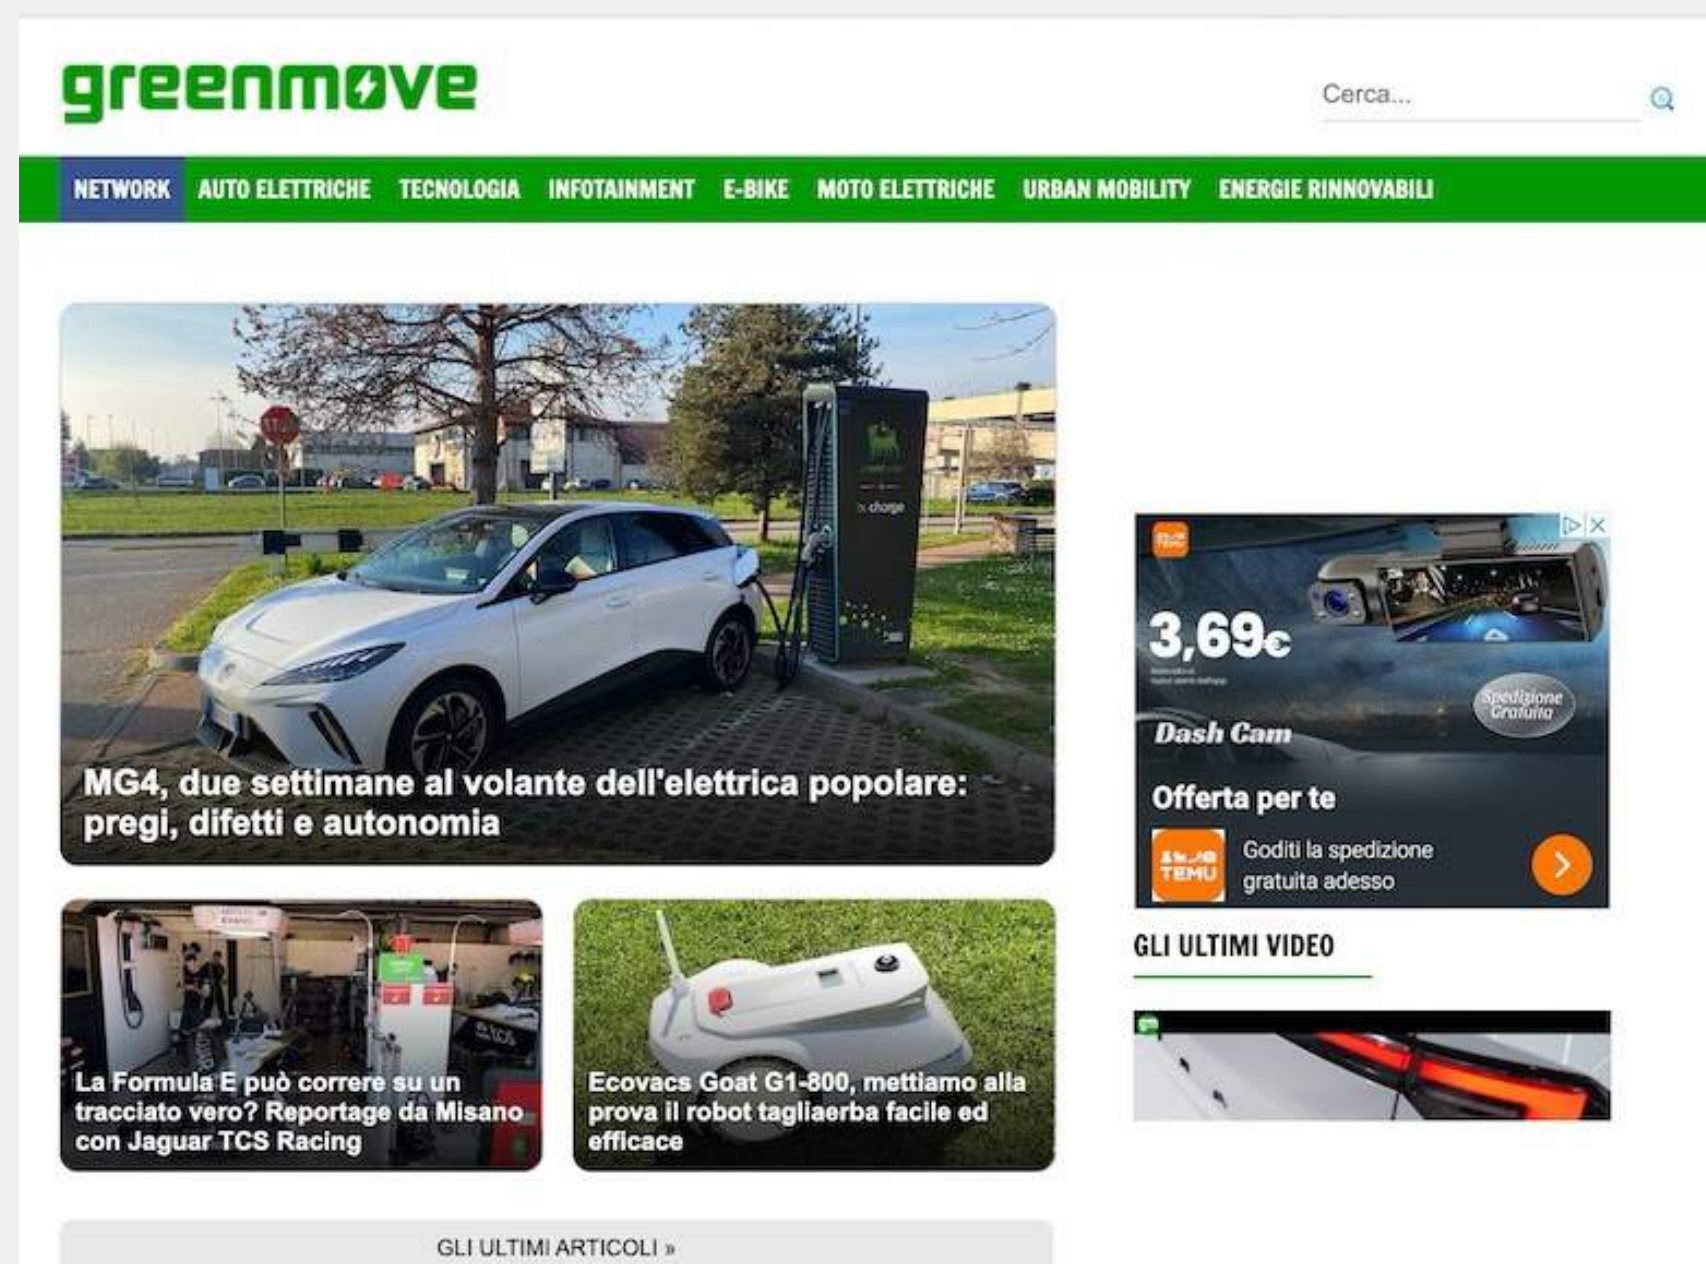 greenmove
Cerca...
NETWORK AUTO ELETTRICHE TECNOLOGIA INFOTAINMENT E-BIKE MOTO ELETTRICHE URBAN MOBILITY ENERGIE RINNOVABILI
STOP
charge
MG4, due settimane al volante dell'elettrica popolare:
pregi, difetti e autonomia
La Formula E può correre su un
tracciato vero? Reportage da Misano
con Jaguar TCS Racing
Ecovacs Goat G1-800, mettiamo alla
prova il robot tagliaerba facile ed
efficace
GLI ULTIMI ARTICOLI »
3,69€
Spedizione
Gratuita
Dash Cam
Offerta per te
TEMU
Goditi la spedizione
gratuita adesso
GLI ULTIMI VIDEO